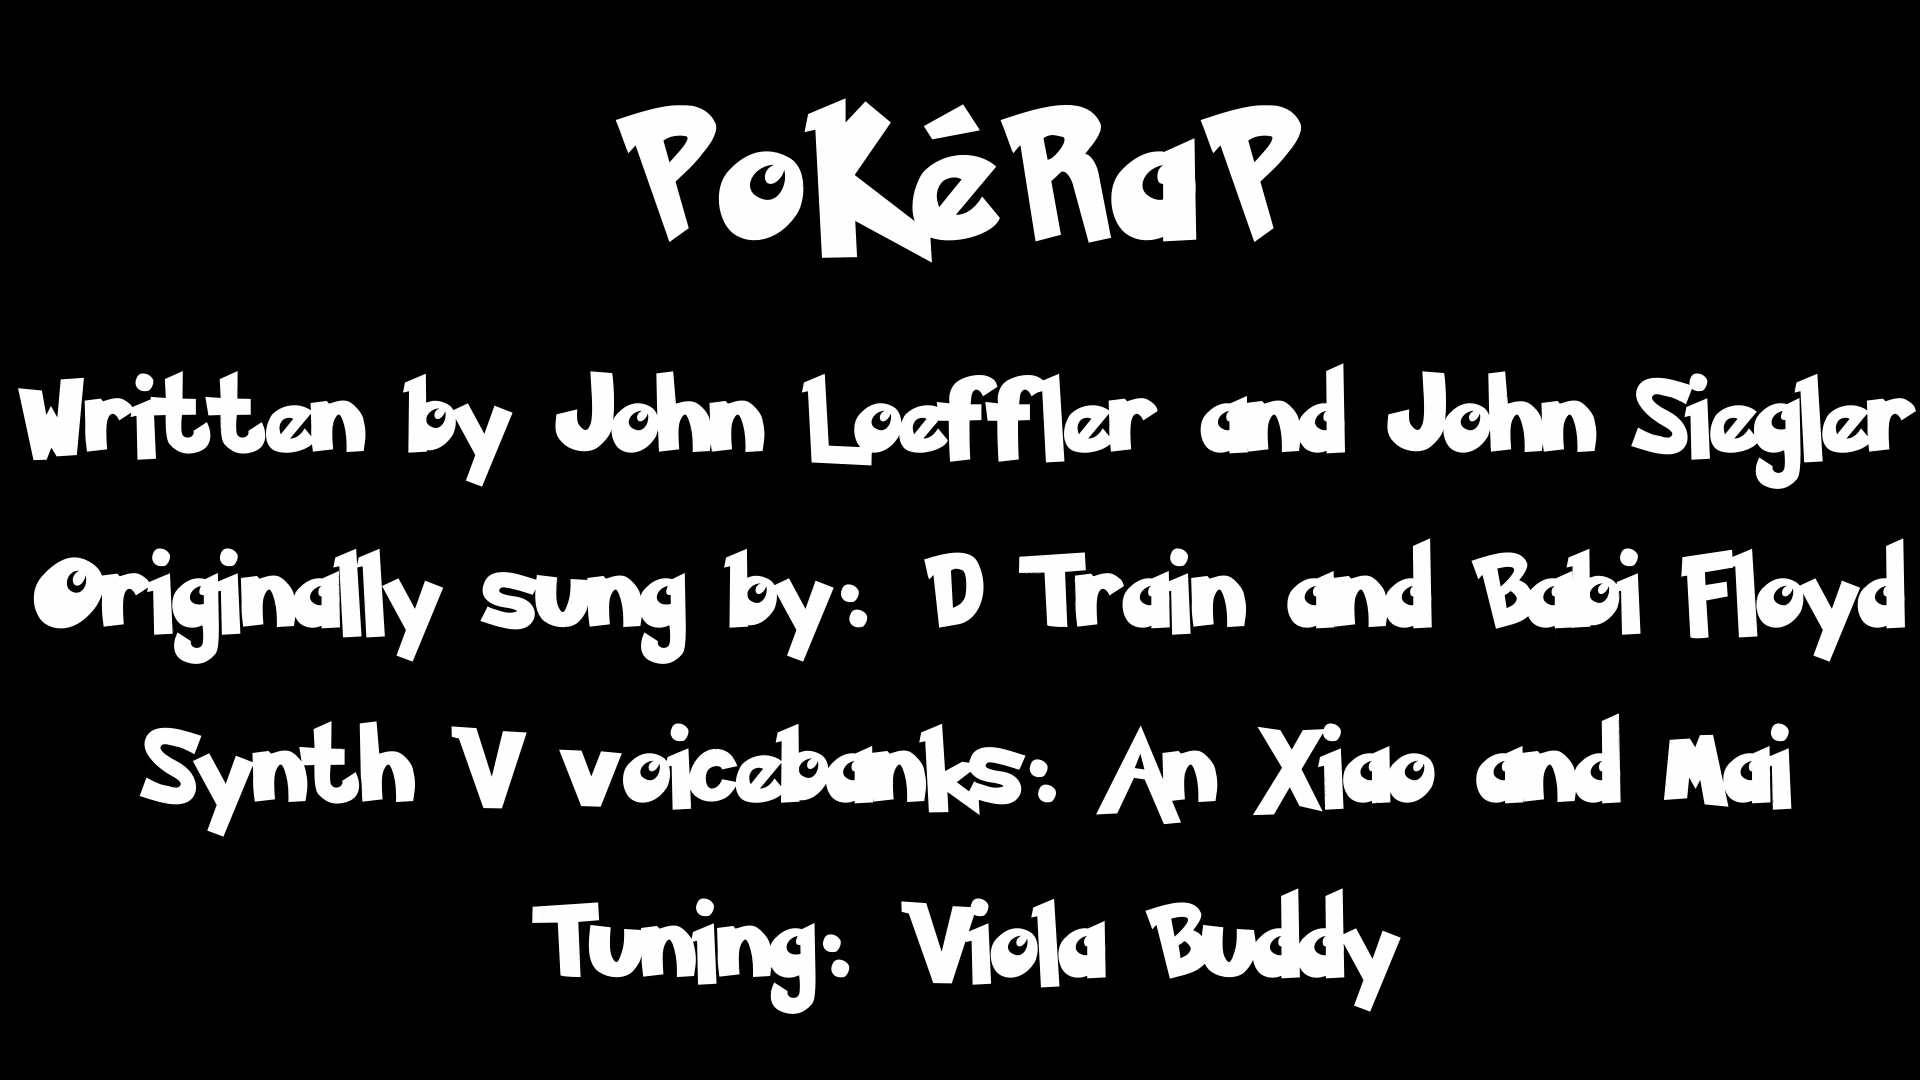 PoKéRaP
Written by John Loeffler and John Siegler
Originally sung by: D Train and Babi Floyd
Synth V voicebanks: An Xiao and Mai
Tuning: Viola Buddy